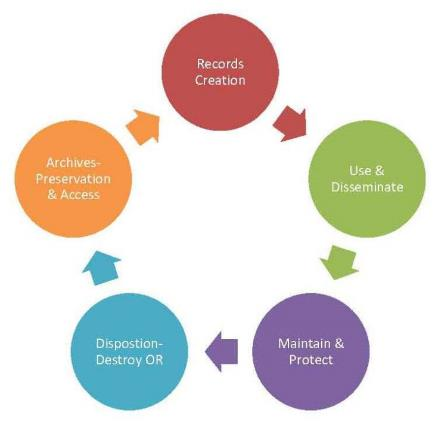 Records
Creation
Use &
Disseminate
Maintain &
Protect
Dispostion-
Destroy OR
Archives-
Preservation
& Access